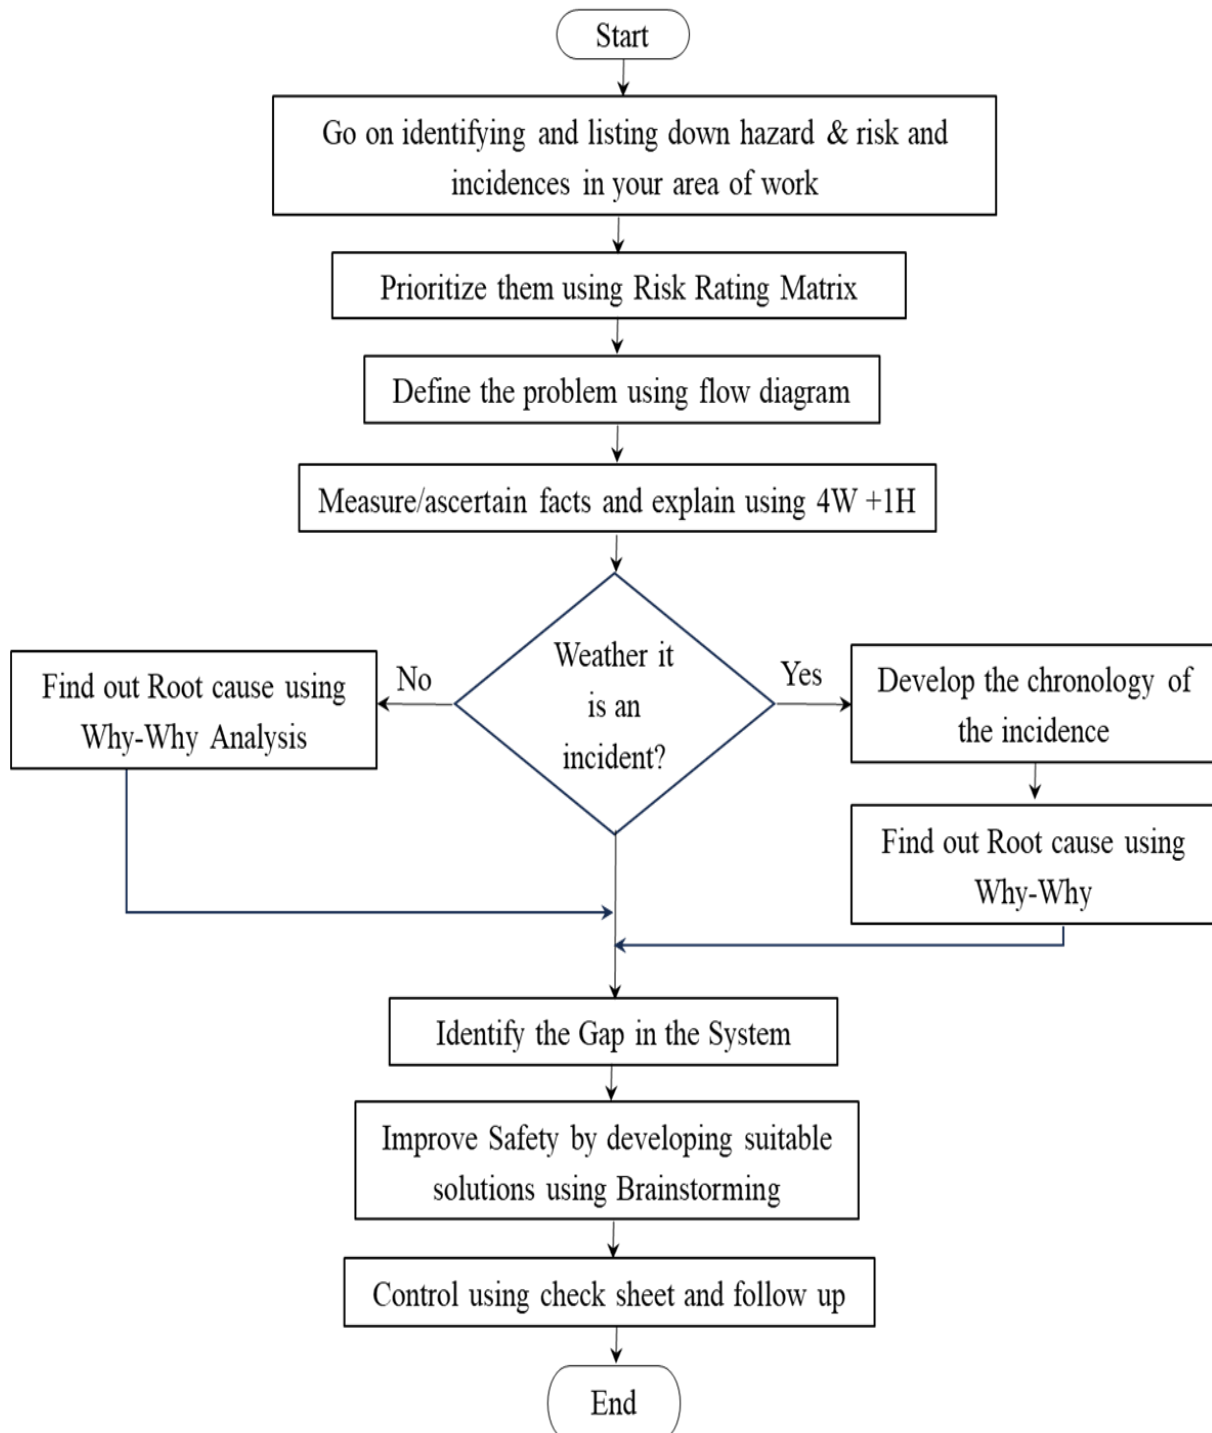 Start
Go on identifying and listing down hazard & risk and
incidences in your area of work
Prioritize them using Risk Rating Matrix
Define the problem using flow diagram
Measure/ascertain facts and explain using 4W +1H
Weather it
is an
incident?
No
Yes
Find out Root cause using
Why-Why Analysis
Develop the chronology of
the incidence
Find out Root cause using
Why-Why
Identify the Gap in the System
Improve Safety by developing suitable
solutions using Brainstorming
Control using check sheet and follow up
End